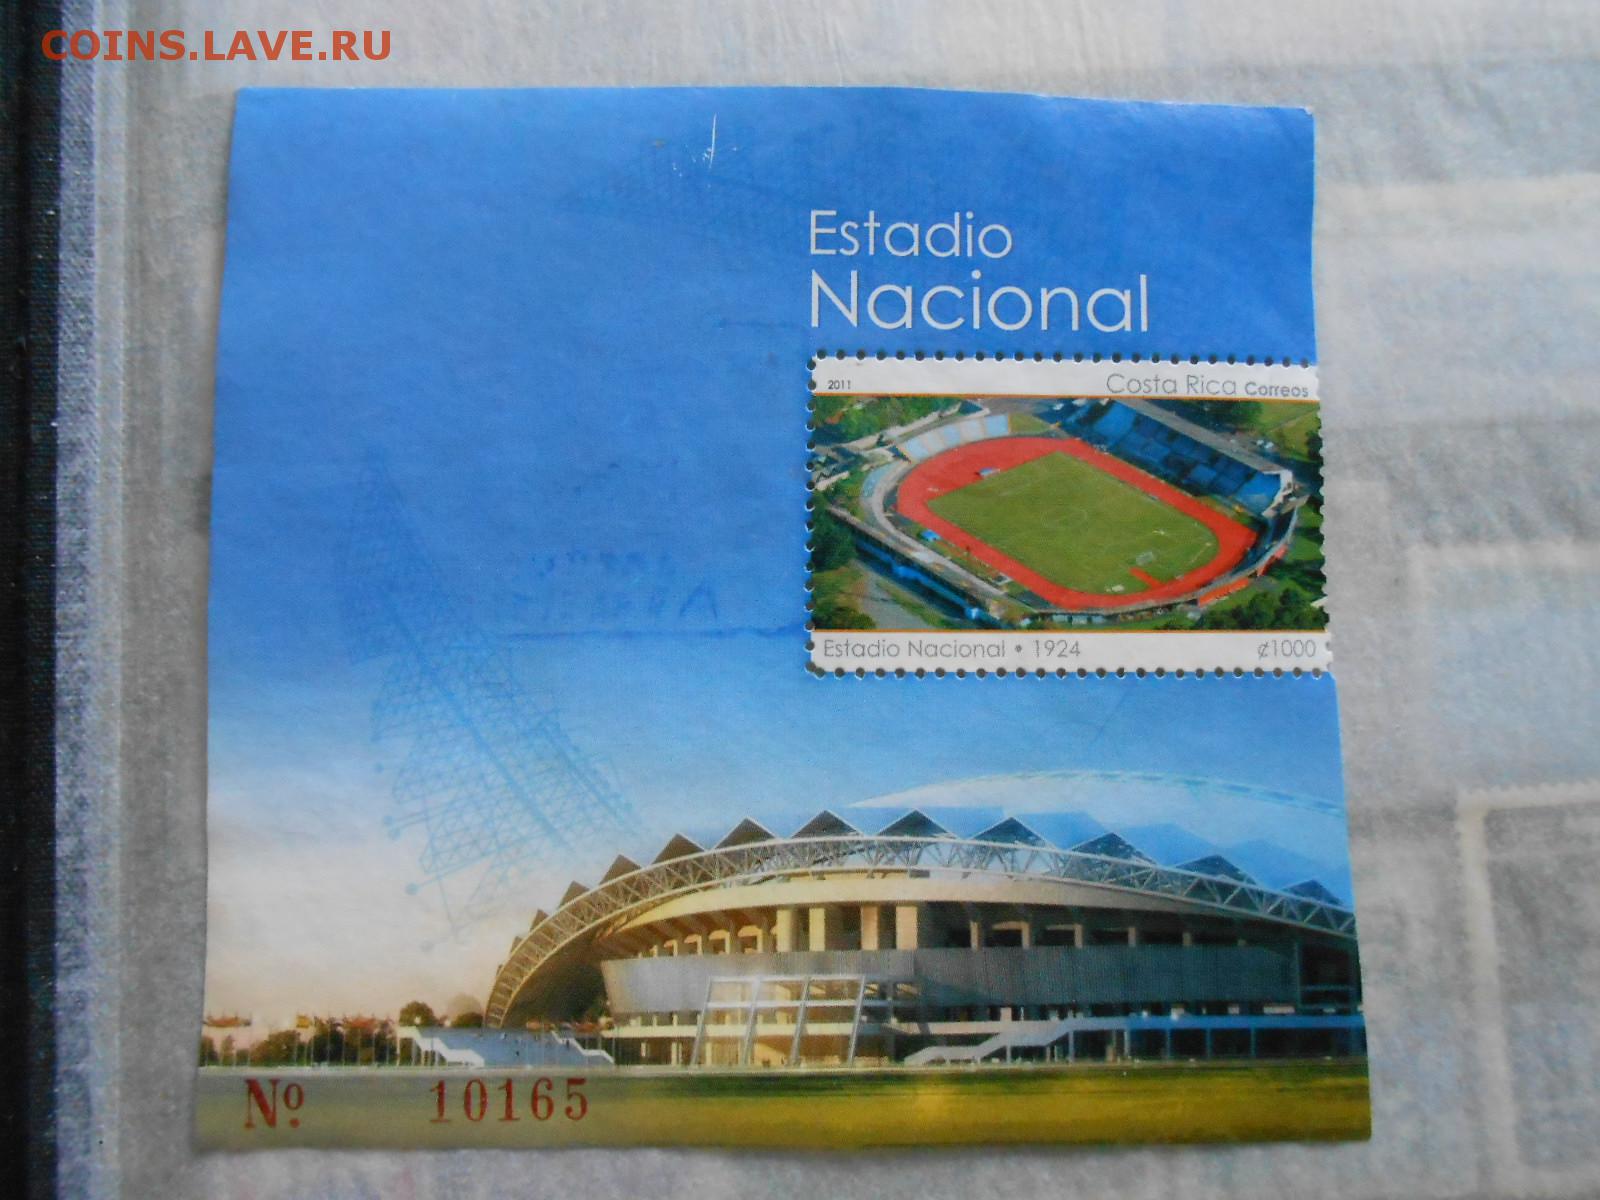 COINS.LAVE.RU
Estadio
Nacional
2011
Costa Rica Correos
Estadio Nacional • 1924
¢1000
Nº 10165